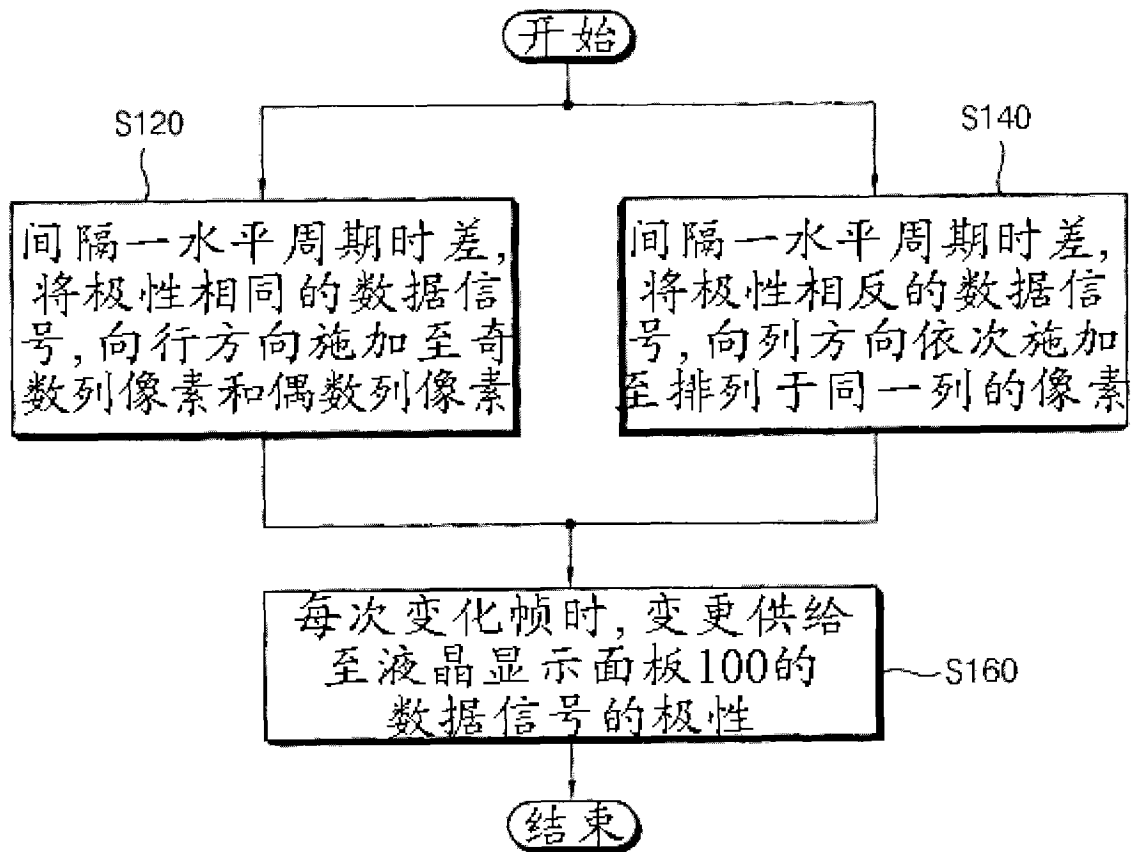 开始
S120
间隔一水平周期时差,
将极性相同的数据信
号,向行方向施加至奇
数列像素和偶数列像素
S140
间隔一水平周期时差,
将极性相反的数据信
号,向列方向依次施加
至排列于同一列的像素
每次变化帧时,变更供给
至液晶显示面板100的
数据信号的极性
S160
结束